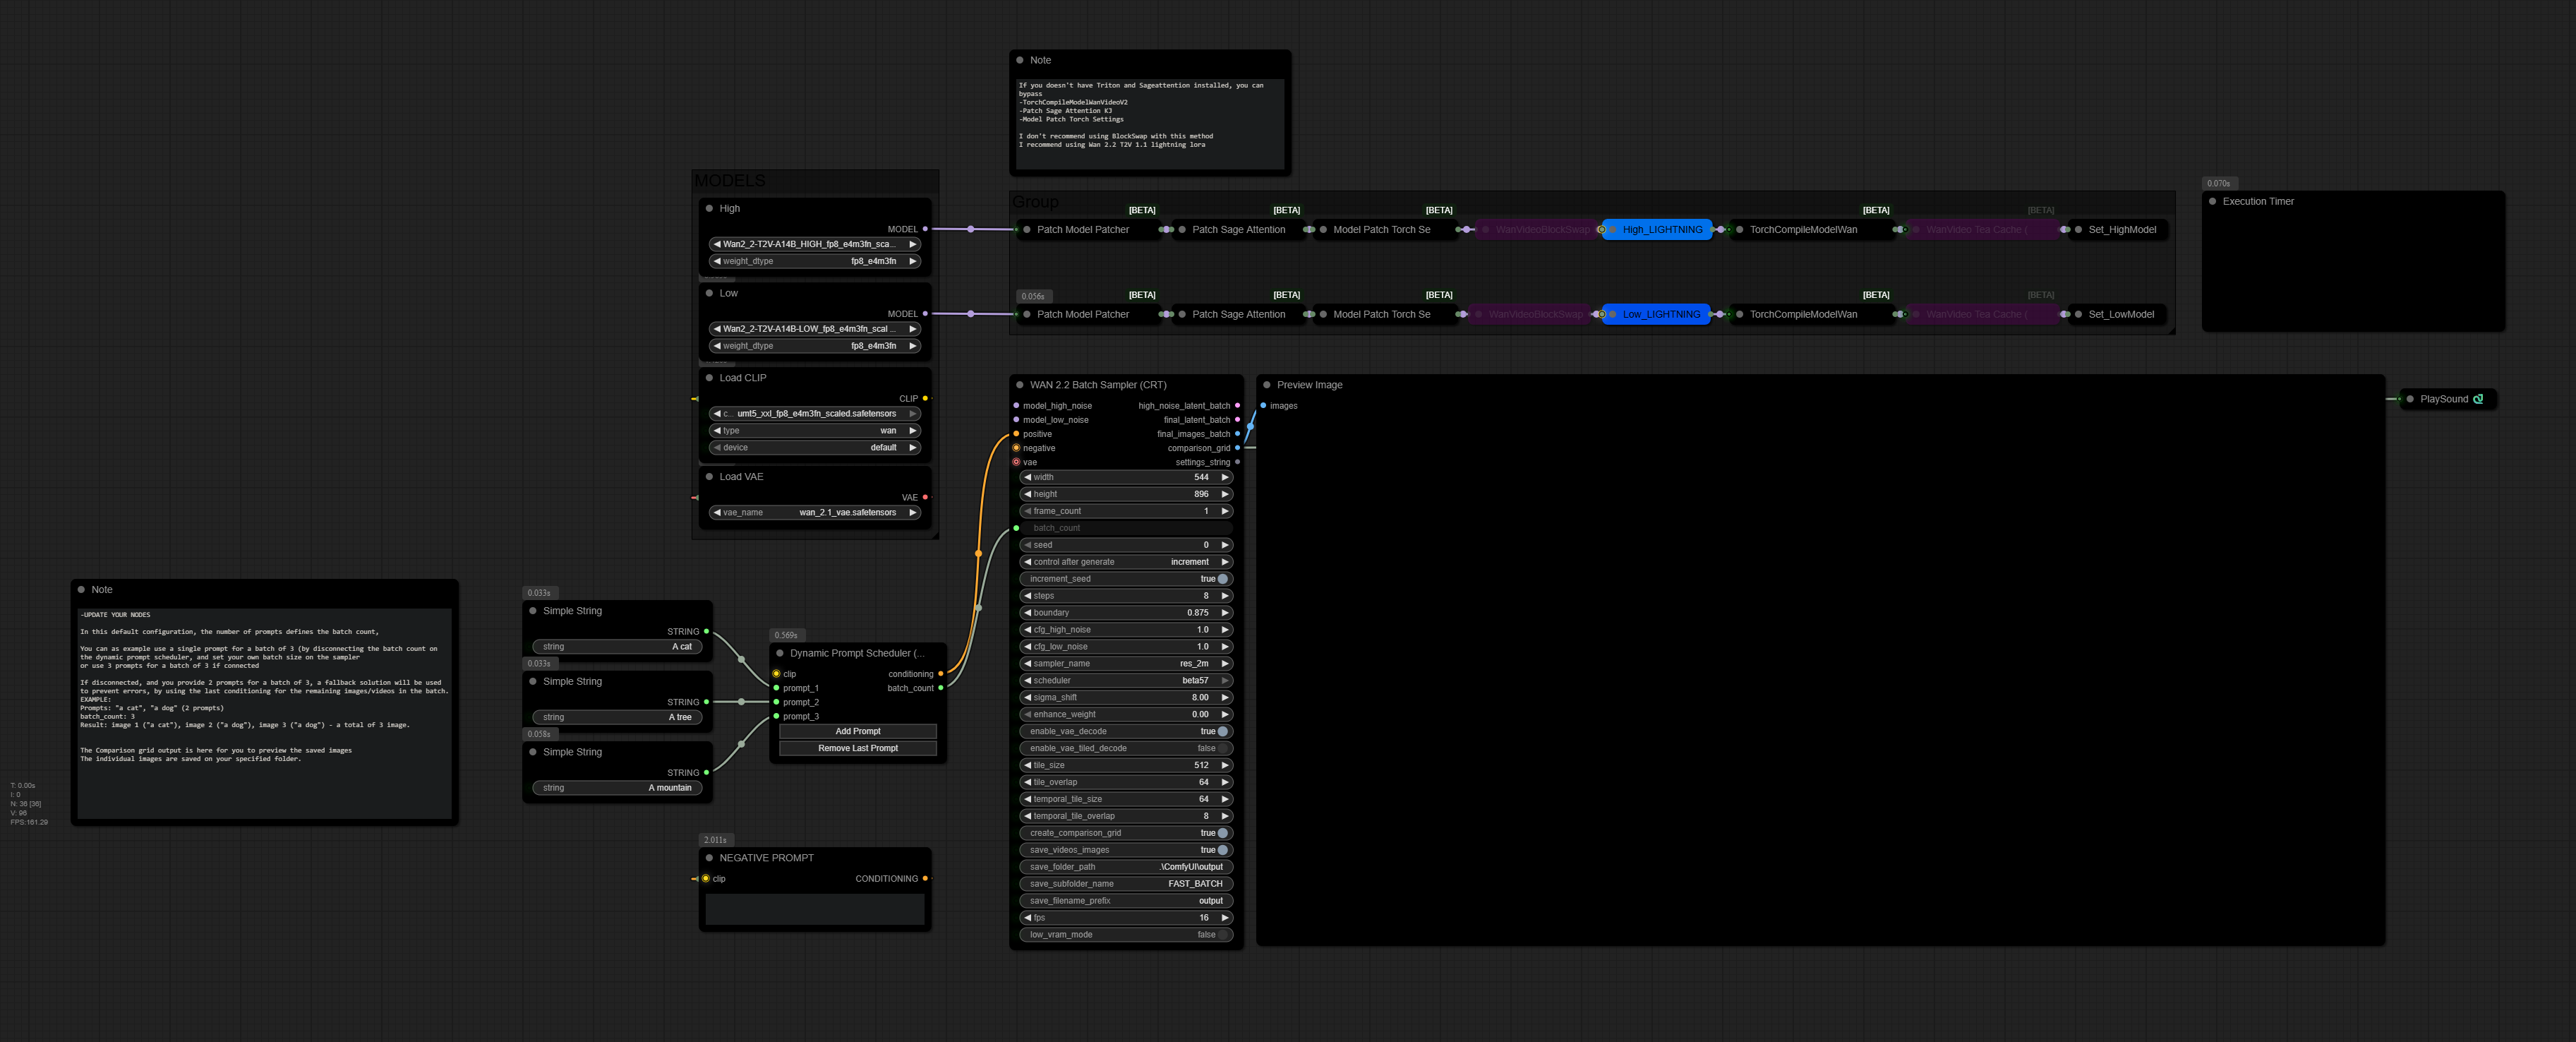 Note
If you doesn't have Triton and Sageattention installed, you can
bypass
-TorchCompileModelWanVideoV2
-Patch Sage Attention KJ
-Model Patch Torch Settings
I don't recommend using BlockSwap with this method
I recommend using Wan 2.2 T2V 1.1 lightning lora
MODELS
High
MODEL
Wan2_2-T2V-A14B_HIGH_fp8_e4m3fn_sca...
weight_dtype fp8_e4m3fn
Low
MODEL
Wan2_2-T2V-A14B-LOW_fp8_e4m3fn_scal ...
weight_dtype fp8_e4m3fn
Load CLIP
CLIP
c... umt5_xxl_fp8_e4m3fn_scaled.safetensors
type wan
device default
Load VAE
VAE
vae_name wan_2.1_vae.safetensors
Group
[BETA] [BETA] [BETA] [BETA] [BETA]
Patch Model Patcher Patch Sage Attention Model Patch Torch Se WanVideoBlockSwap High_LIGHTNING TorchCompileModelWan WanVideo Tea Cache ( Set_HighModel
0.056s [BETA] [BETA] [BETA] [BETA] [BETA]
Patch Model Patcher Patch Sage Attention Model Patch Torch Se WanVideoBlockSwap Low_LIGHTNING TorchCompileModelWan WanVideo Tea Cache ( Set_LowModel
0.070s
Execution Timer
WAN 2.2 Batch Sampler (CRT)
model_high_noise high_noise_latent_batch
model_low_noise final_latent_batch
positive final_images_batch
negative comparison_grid
vae settings_string
width 544
height 896
frame_count 1
batch_count
seed 0
control after generate increment
increment_seed true
steps 8
boundary 0.875
cfg_high_noise 1.0
cfg_low_noise 1.0
sampler_name res_2m
scheduler beta57
sigma_shift 8.00
enhance_weight 0.00
enable_vae_decode true
enable_vae_tiled_decode false
tile_size 512
tile_overlap 64
temporal_tile_size 64
temporal_tile_overlap 8
create_comparison_grid true
save_videos_images true
save_folder_path .\ComfyUI\output
save_subfolder_name FAST_BATCH
save_filename_prefix output
fps 16
low_vram_mode false
Preview Image
images
PlaySound
Note
-UPDATE YOUR NODES
In this default configuration, the number of prompts defines the batch count,
You can as example use a single prompt for a batch of 3 (by disconnecting the batch count on
the dynamic prompt scheduler, and set your own batch size on the sampler
or use 3 prompts for a batch of 3 if connected
If disconnected, and you provide 2 prompts for a batch of 3, a fallback solution will be used
to prevent errors, by using the last conditioning for the remaining images/videos in the batch.
EXAMPLE:
Prompts: "a cat", "a dog" (2 prompts)
batch_count: 3
Result: image 1 ("a cat"), image 2 ("a dog"), image 3 ("a dog") - a total of 3 image.
The Comparison grid output is here for you to preview the saved images
The individual images are saved on your specified folder.
T: 0.00s
I: 0
N: 36 [36]
V: 96
FPS:161.29
0.033s
Simple String
STRING
string A cat
0.033s
Simple String
STRING
string A tree
0.058s
Simple String
STRING
string A mountain
0.569s
Dynamic Prompt Scheduler (...
clip conditioning
prompt_1 batch_count
prompt_2
prompt_3
Add Prompt
Remove Last Prompt
2.011s
NEGATIVE PROMPT
clip CONDITIONING